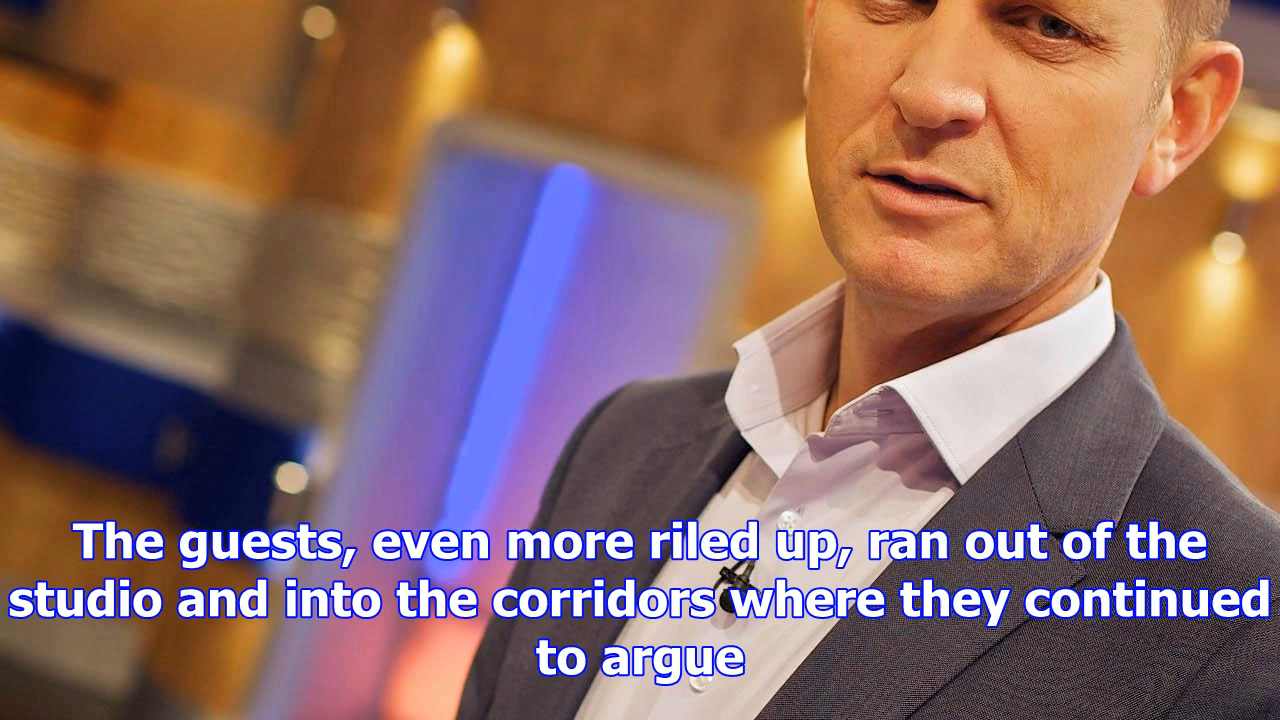 The guests, even more riled up, ran out of the
studio and into the corridors where they continued
to argue